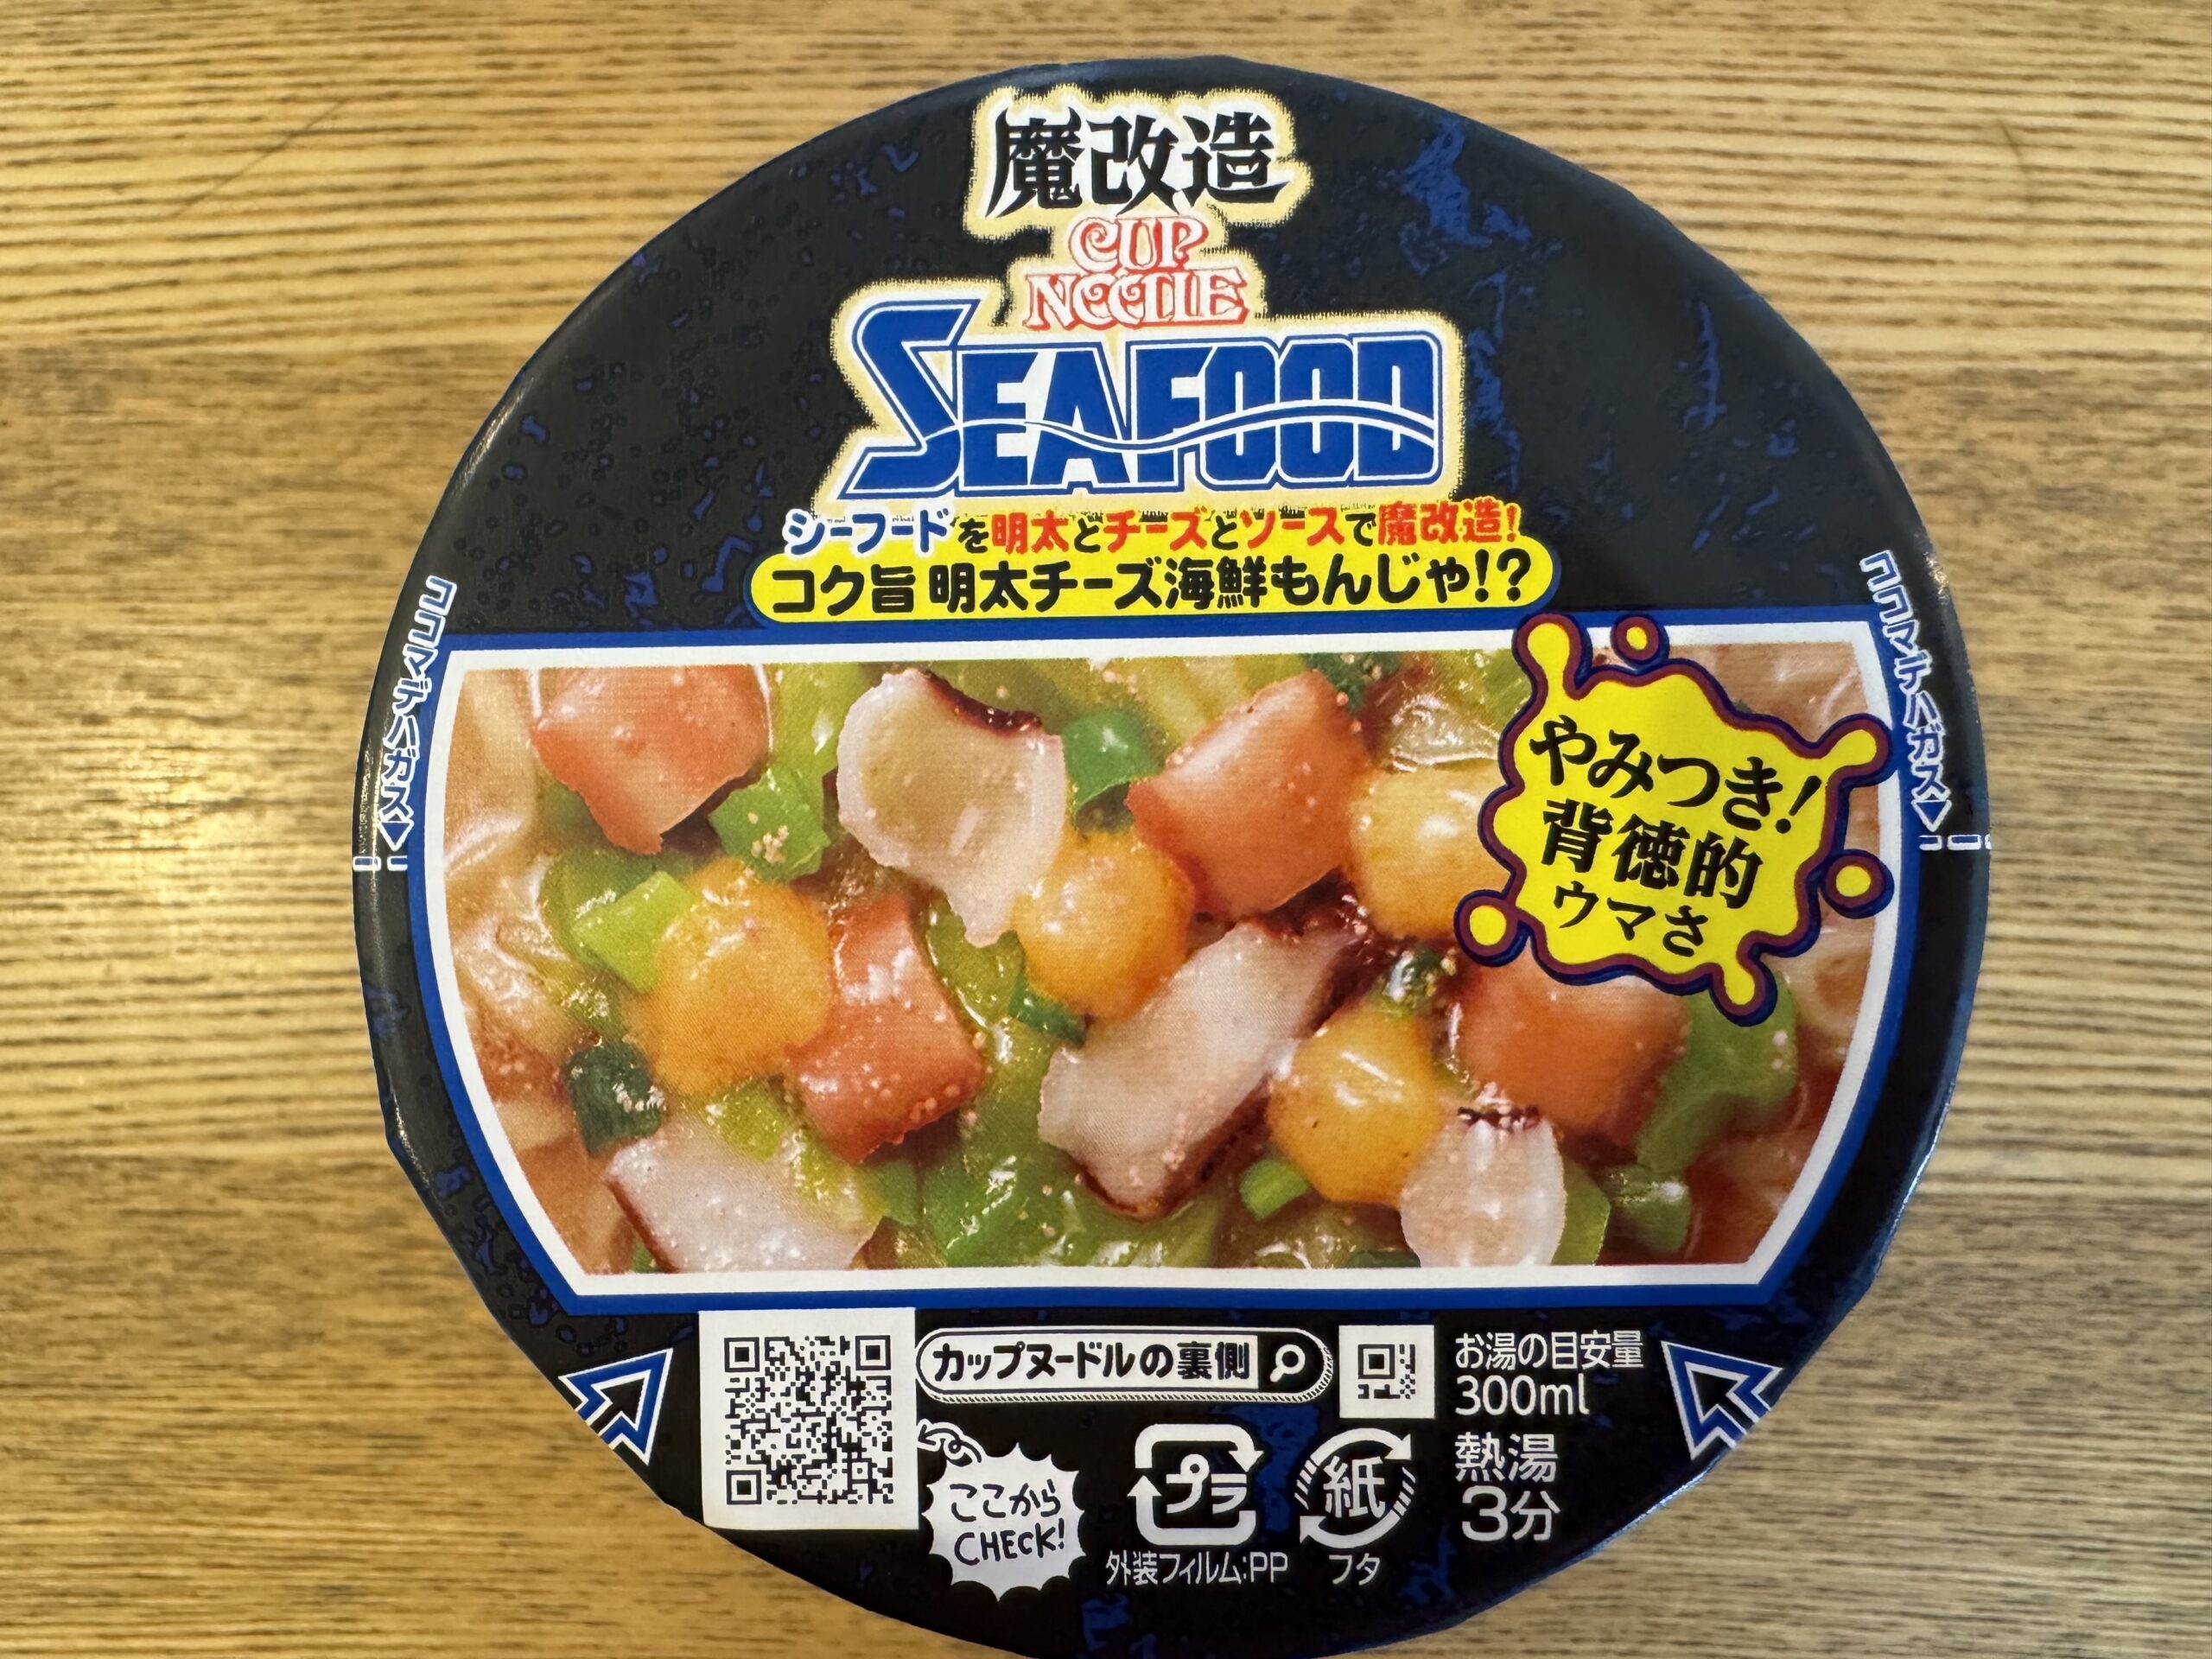 魔改造
CUP
NOODLE
SEAFOOD
シーフードを明太とチーズとソースで魔改造!
コク旨 明太チーズ海鮮もんじゃ!?
ココマデハガス▼
ココマデハガス▼
やみつき!
背徳的
ウマさ
カップヌードルの裏側
お湯の目安量
300ml
熱湯
3分
ここから
CHECK!
プラ
外装フィルム:PP
紙
フタ